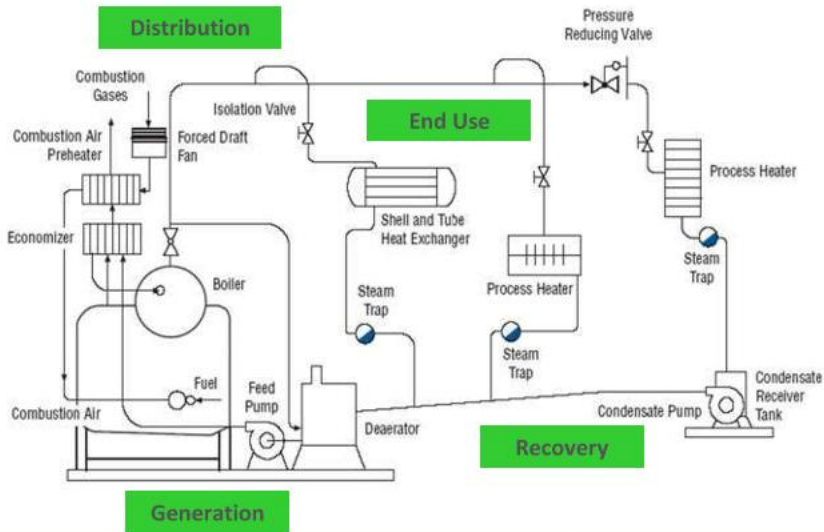 Distribution
Pressure
Reducing Valve
Combustion
Gases
Isolation Valve
End Use
Combustion Air
Preheater
Forced Draft
Fan
Process Heater
Shell and Tube
Heat Exchanger
Economizer
Steam
Trap
Boiler
Process Heater
Steam
Trap
Steam
Trap
Fuel
Feed
Pump
Condensate
Receiver
Tank
Combustion Air
Deaerator
Condensate Pump
Recovery
Generation